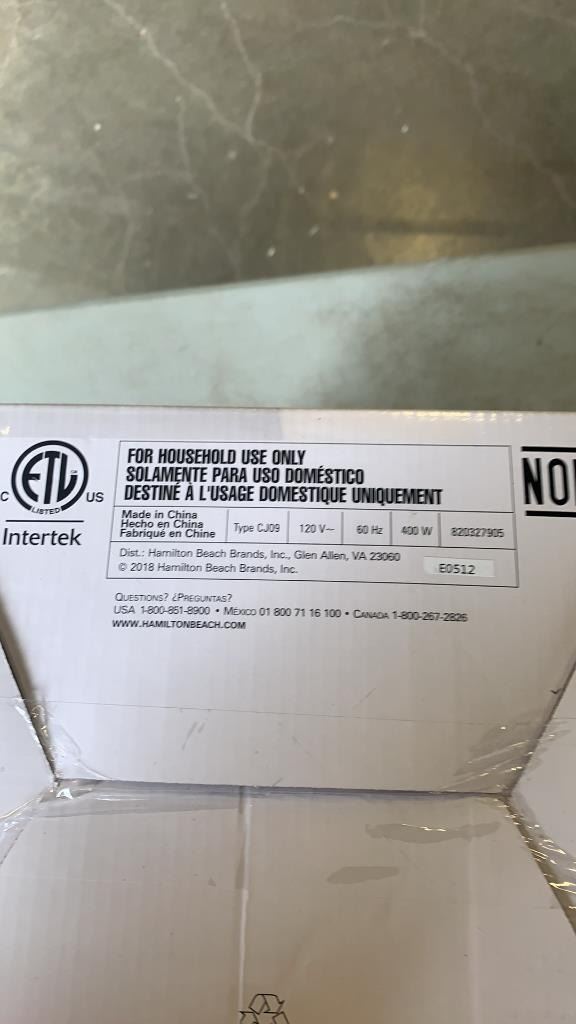 C ETL US
LISTED
Intertek
FOR HOUSEHOLD USE ONLY
SOLAMENTE PARA USO DOMÉSTICO
DESTINÉ À L'USAGE DOMESTIQUE UNIQUEMENT
Made in China
Hecho en China
Fabriqué en Chine
Type CJ09
120 V~
60 Hz
400 W
820327905
Dist.: Hamilton Beach Brands, Inc., Glen Allen, VA 23060
© 2018 Hamilton Beach Brands, Inc.
E0512
QUESTIONS? ¿PREGUNTAS?
USA 1-800-851-8900 • MÉXICO 01 800 71 16 100 • CANADA 1-800-267-2826
WWW.HAMILTONBEACH.COM